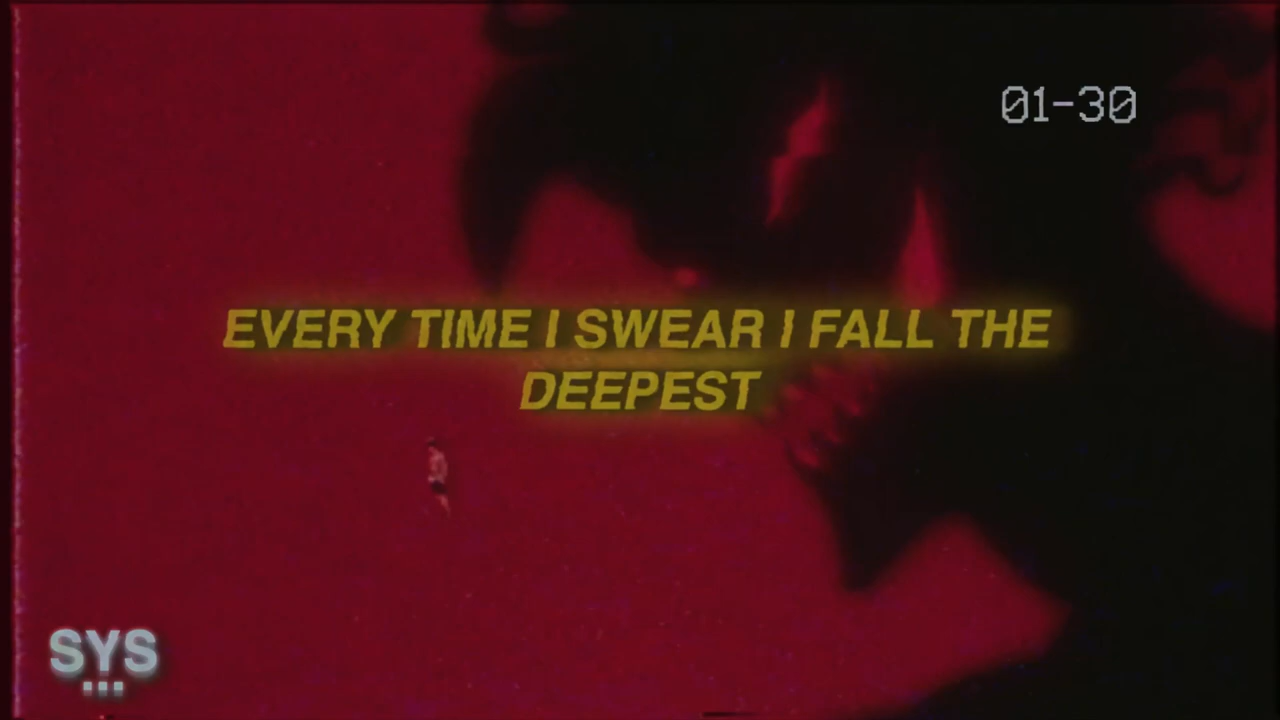 01-30
EVERY TIME I SWEAR I FALL THE
DEEPEST
SYS
...